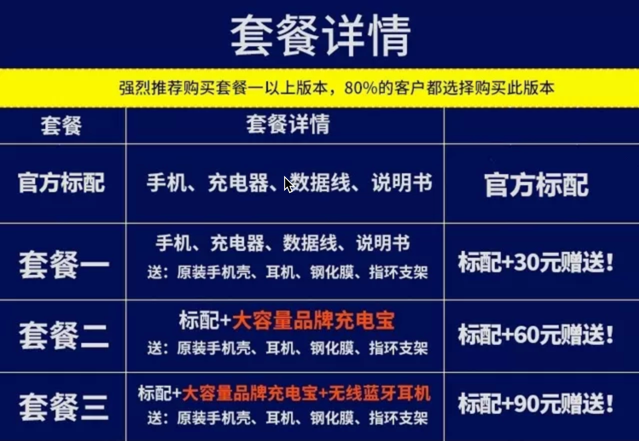 套餐详情
强烈推荐购买套餐一以上版本，80%的客户都选择购买此版本
套餐 套餐详情
官方标配 手机、充电器、数据线、说明书 官方标配
套餐一 手机、充电器、数据线、说明书 标配+30元赠送!
送：原装手机壳、耳机、钢化膜、指环支架
套餐二 标配+大容量品牌充电宝 标配+60元赠送!
送：原装手机壳、耳机、钢化膜、指环支架
套餐三 标配+大容量品牌充电宝+无线蓝牙耳机 标配+90元赠送!
送：原装手机壳、耳机、钢化膜、指环支架